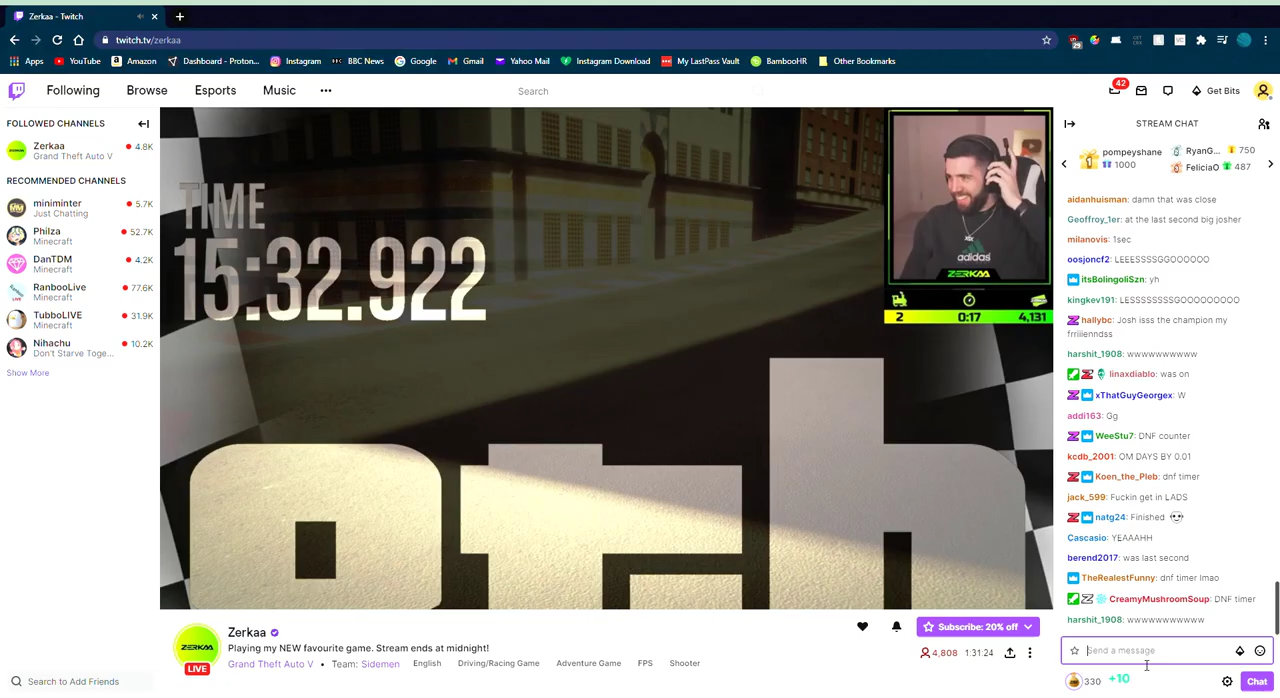 Zerkaa - Twitch
twitch.tv/zerkaa
29
Apps
YouTube
Amazon
Dashboard - Proton...
Instagram
BBC News
Google
Gmail
Yahoo Mail
Instagram Download
My LastPass Vault
BambooHR
Other Bookmarks
Following
Browse
Esports
Music
Search
42
Get Bits
FOLLOWED CHANNELS
Zerkaa
4.8K
Grand Theft Auto V
RECOMMENDED CHANNELS
miniminter
5.7K
Just Chatting
Philza
52.7K
Minecraft
DanTDM
4.2K
Minecraft
RanbooLive
77.6K
Minecraft
TubboLIVE
31.9K
Minecraft
Nihachu
10.2K
Don't Starve Toge...
Show More
Search to Add Friends
TIME
15:32.922
oth
adidas
ZERKAA
2
0:17
4,131
ZERKAA
LIVE
Zerkaa
Playing my NEW favourite game. Stream ends at midnight!
Grand Theft Auto V • Team: Sidemen
English
Driving/Racing Game
Adventure Game
FPS
Shooter
Subscribe: 20% off
4,808
1:31:24
STREAM CHAT
pompeyshane
1000
RyanG...
750
FeliciaO
487
aidanhuisman: damn that was close
Geoffroy_1er: at the last second big josher
milanovis: 1sec
oosjoncf2: LEEESSSSGGOOOOOO
itsBolingoliSzn: yh
kingkev191: LESSSSSSSGOOOOOOOOO
hallybc: Josh isss the champion my
frriiienndss
harshit_1908: wwwwwwwwww
linaxdiablo: was on
xThatGuyGeorgex: W
addi163: Gg
WeeStu7: DNF counter
kcdb_2001: OM DAYS BY 0.01
Koen_the_Pleb: dnf timer
jack_599: Fuckin get in LADS
natg24: Finished
Cascasio: YEAAAHH
berend2017: was last second
TheRealestFunny: dnf timer lmao
CreamyMushroomSoup: DNF timer
harshit_1908: wwwwwwwwwww
Send a message
330
+10
Chat